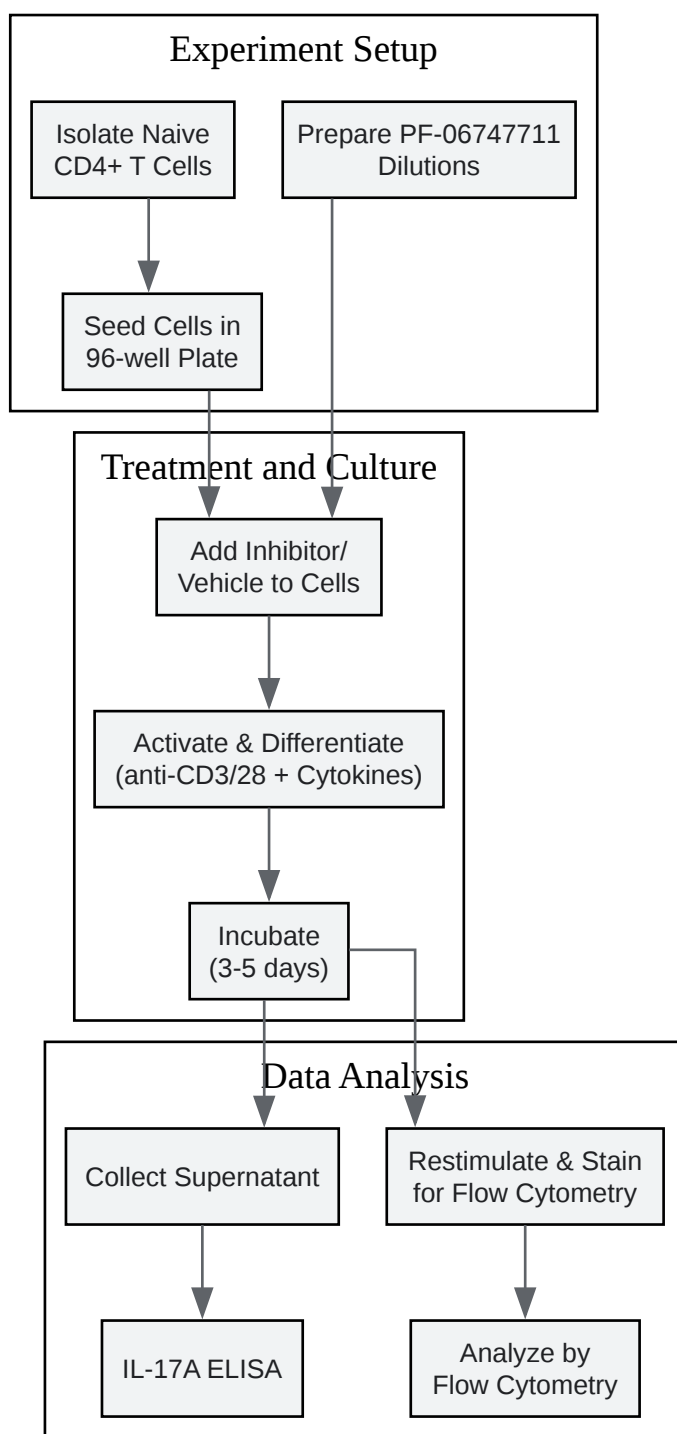 Experiment Setup
Isolate Naive
CD4+ T Cells
Prepare PF-06747711
Dilutions
Seed Cells in
96-well Plate
Treatment and Culture
Add Inhibitor/
Vehicle to Cells
Activate & Differentiate
(anti-CD3/28 + Cytokines)
Incubate
(3-5 days)
Data Analysis
Collect Supernatant
Restimulate & Stain
for Flow Cytometry
IL-17A ELISA
Analyze by
Flow Cytometry